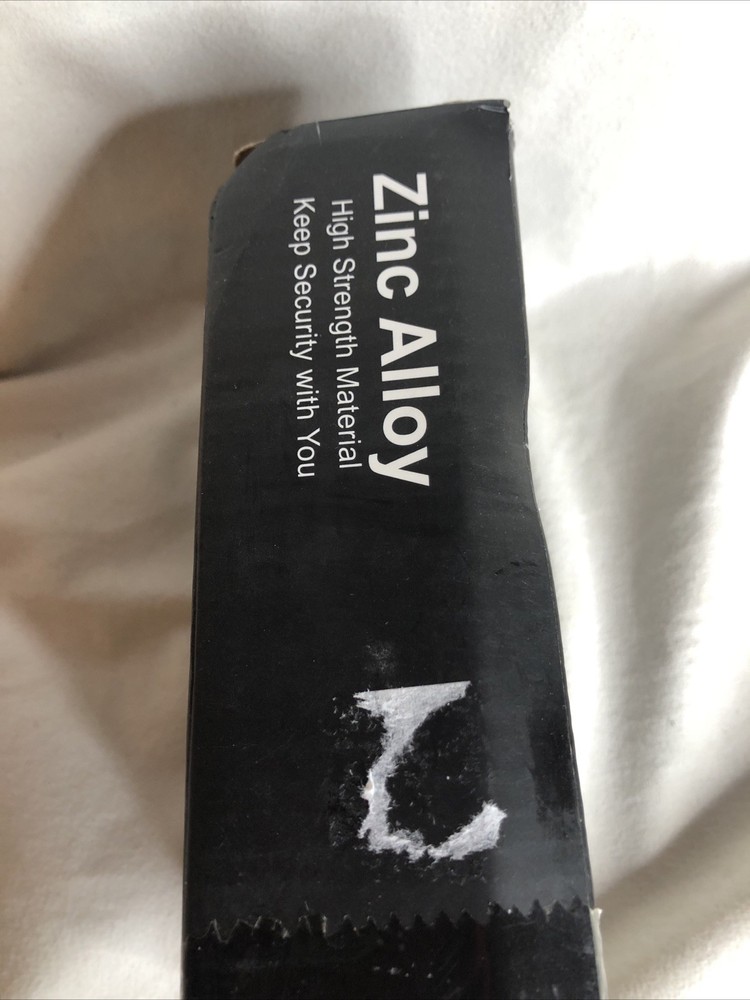 Zinc Alloy
High Strength Material
Keep Security with You